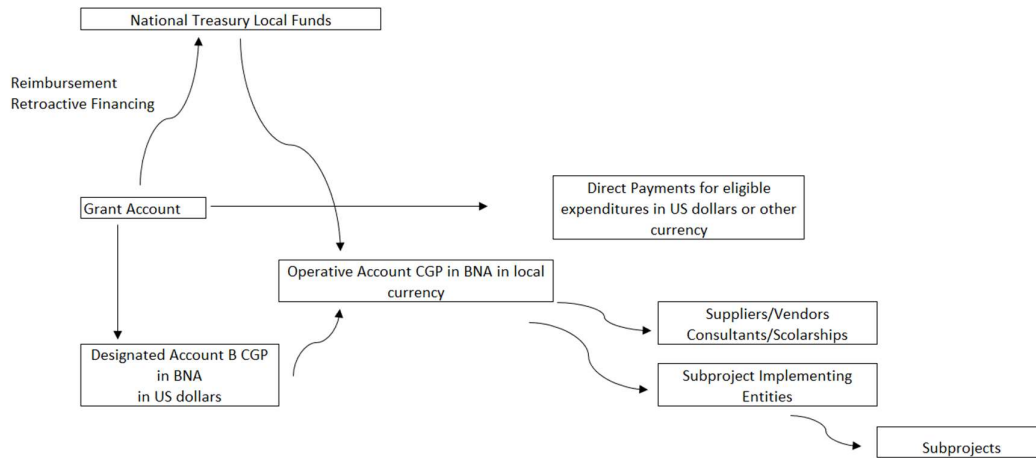 National Treasury Local Funds
Reimbursement
Retroactive Financing
Grant Account
Direct Payments for eligible
expenditures in US dollars or other
currency
Operative Account CGP in BNA in local
currency
Suppliers/Vendors
Consultants/Scolarships
Designated Account B CGP
in BNA
in US dollars
Subproject Implementing
Entities
Subprojects